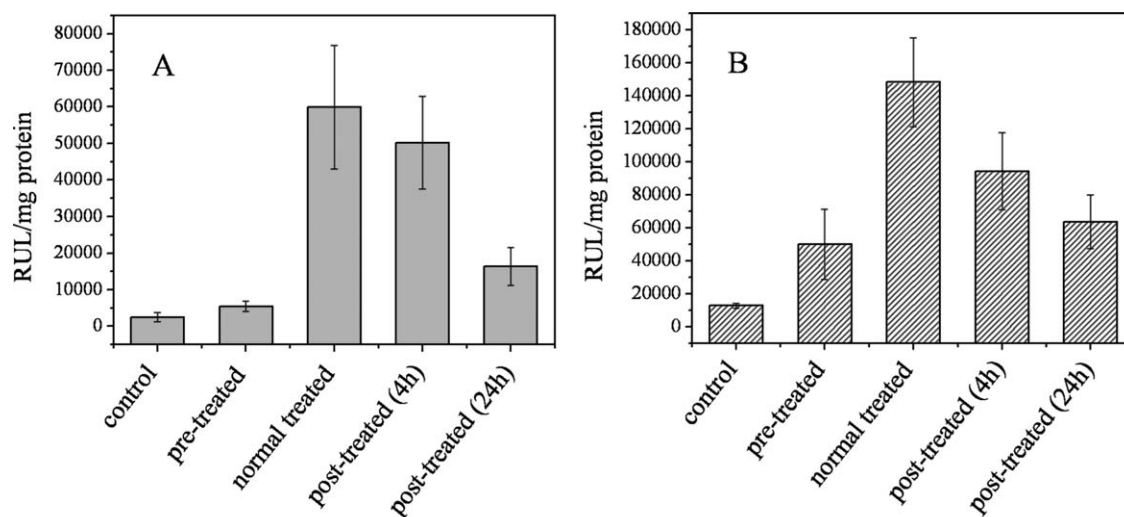 A
RUL/mg protein
80000
70000
60000
50000
40000
30000
20000
10000
0
control
pre-treated
normal treated
post-treated (4h)
post-treated (24h)
B
RUL/mg protein
180000
160000
140000
120000
100000
80000
60000
40000
20000
0
control
pre-treated
normal treated
post-treated (4h)
post-treated (24h)